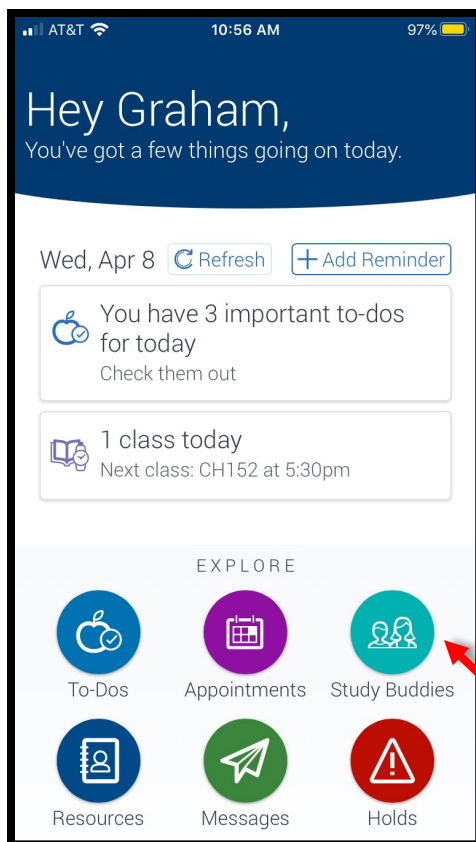 AT&T 10:56 AM 97%
Hey Graham,
You've got a few things going on today.
Wed, Apr 8 Refresh + Add Reminder
You have 3 important to-dos
for today
Check them out
1 class today
Next class: CH152 at 5:30pm
EXPLORE
To-Dos Appointments Study Buddies
Resources Messages Holds